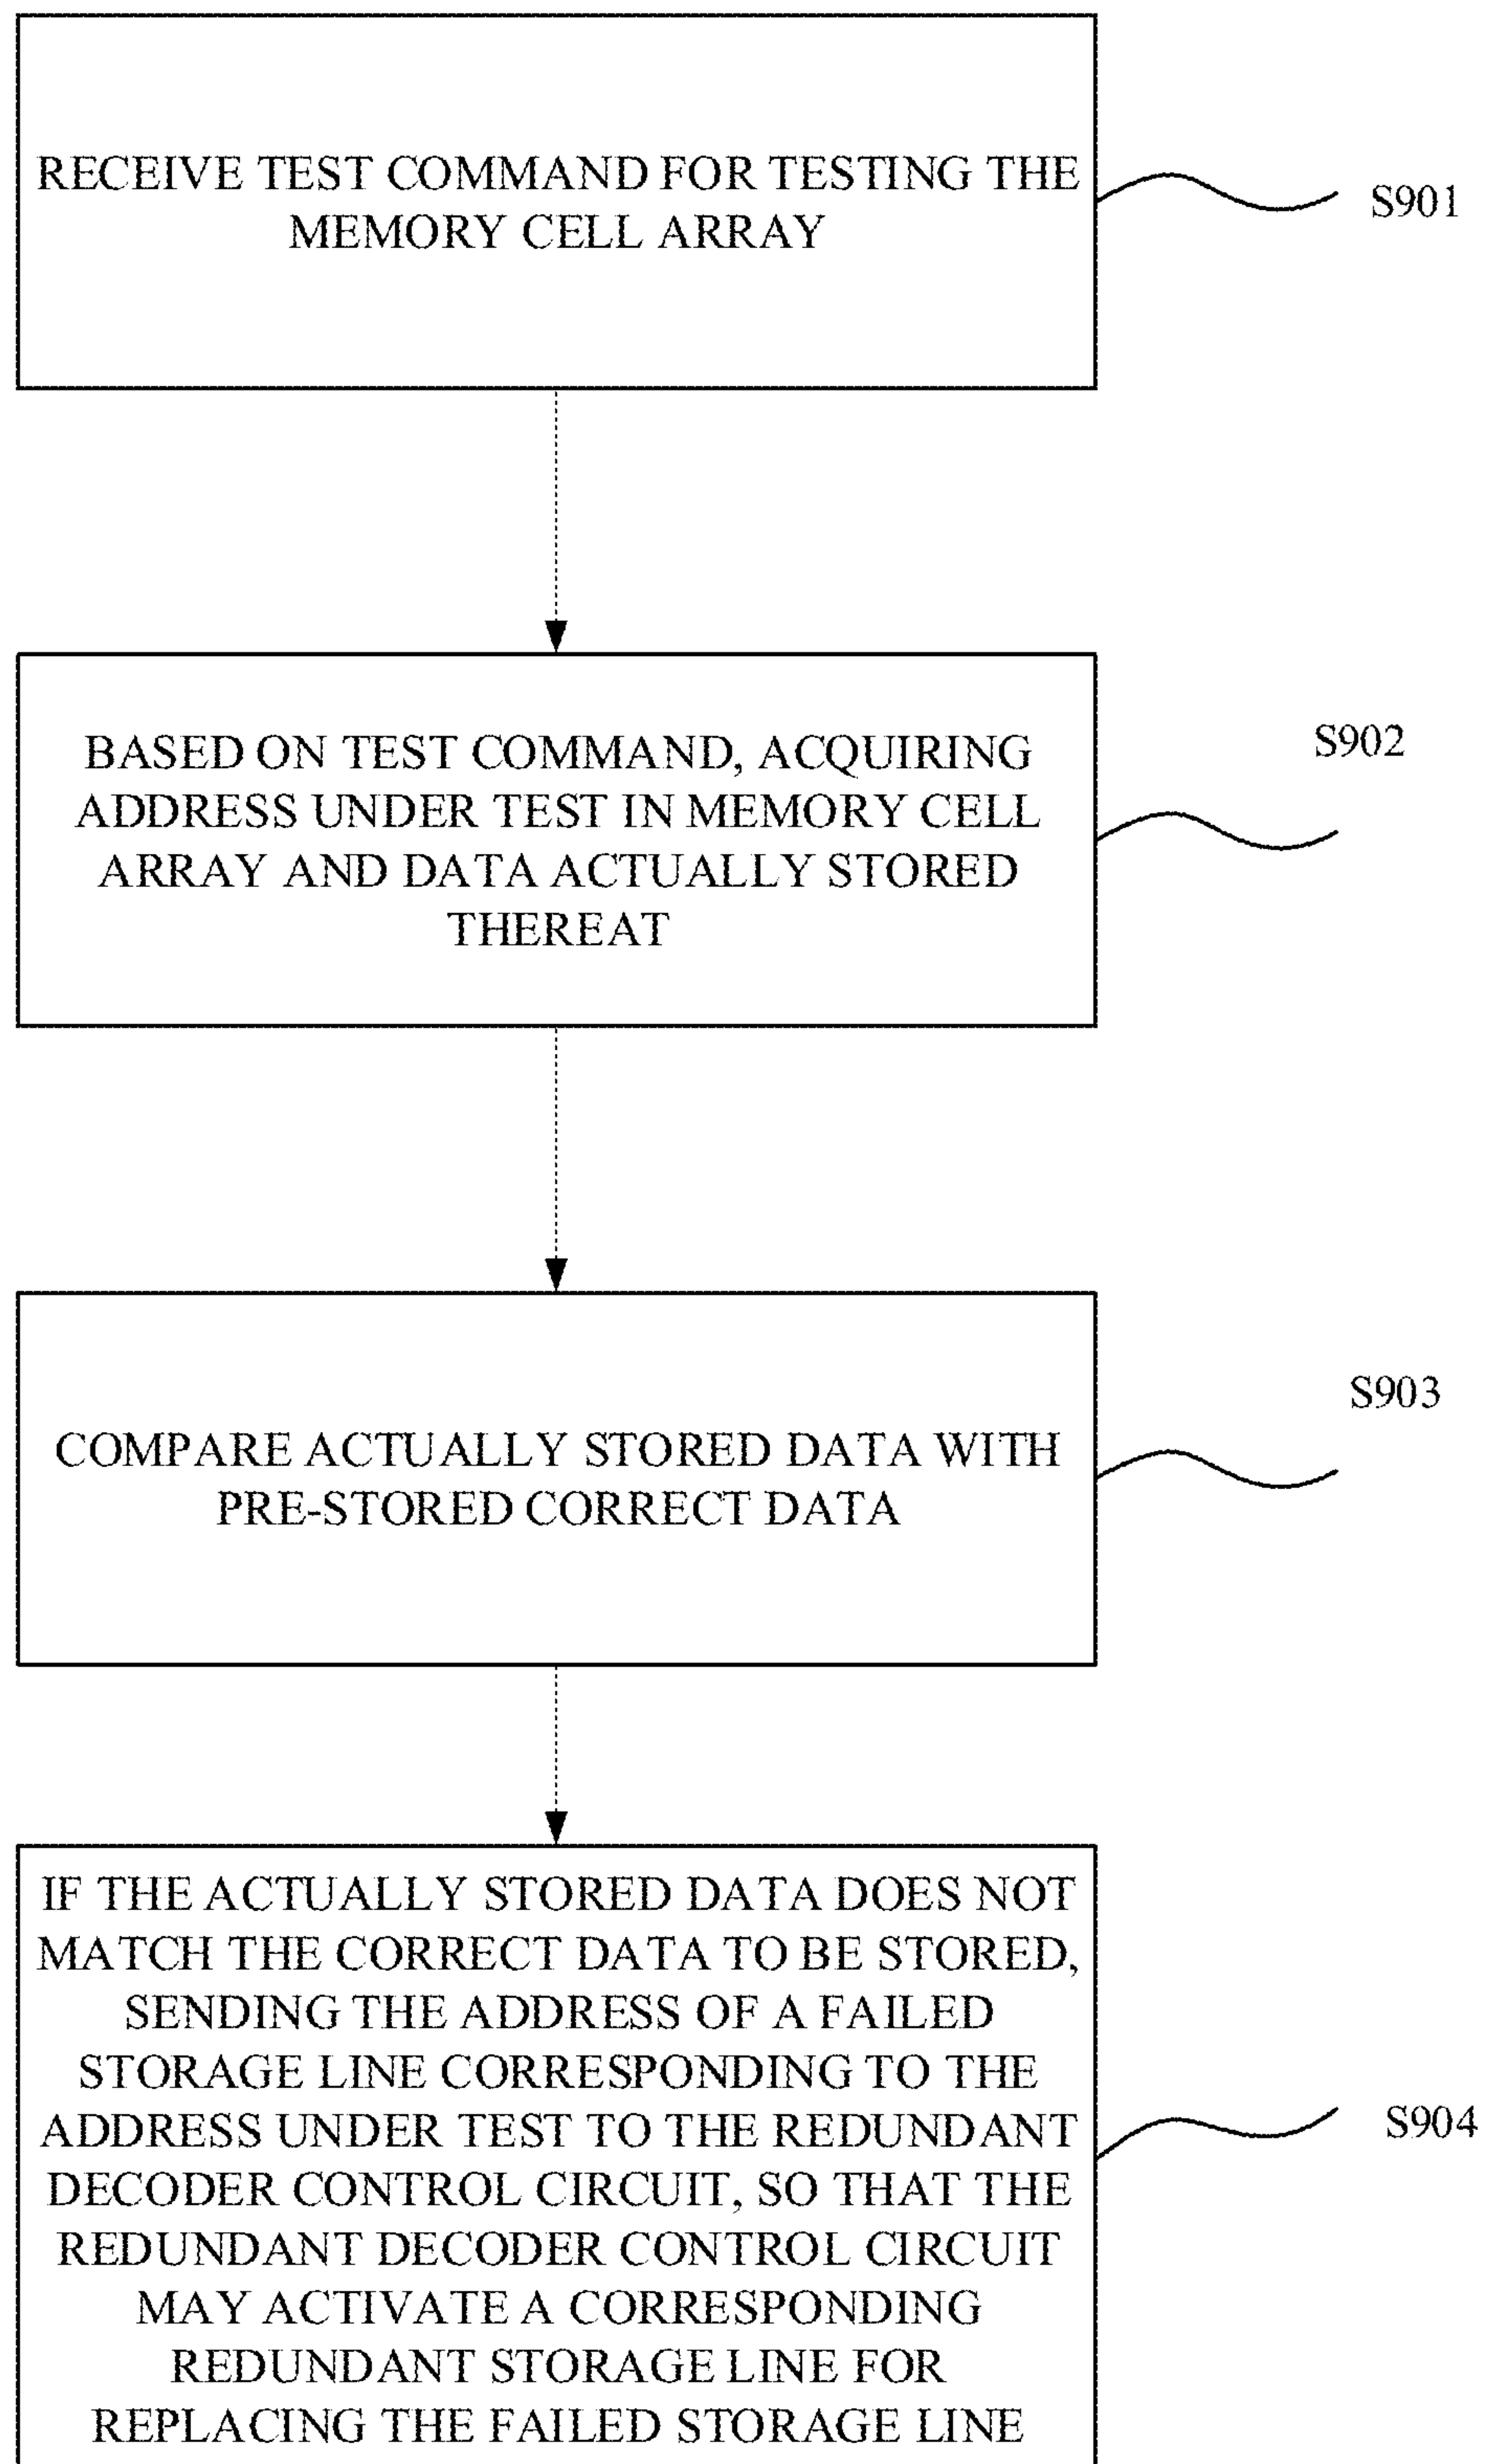 RECEIVE TEST COMMAND FOR TESTING THE
MEMORY CELL ARRAY
S901
BASED ON TEST COMMAND, ACQUIRING
ADDRESS UNDER TEST IN MEMORY CELL
ARRAY AND DATA ACTUALLY STORED
THEREAT
S902
COMPARE ACTUALLY STORED DATA WITH
PRE-STORED CORRECT DATA
S903
IF THE ACTUALLY STORED DATA DOES NOT
MATCH THE CORRECT DATA TO BE STORED,
SENDING THE ADDRESS OF A FAILED
STORAGE LINE CORRESPONDING TO THE
ADDRESS UNDER TEST TO THE REDUNDANT
DECODER CONTROL CIRCUIT, SO THAT THE
REDUNDANT DECODER CONTROL CIRCUIT
MAY ACTIVATE A CORRESPONDING
REDUNDANT STORAGE LINE FOR
REPLACING THE FAILED STORAGE LINE
S904